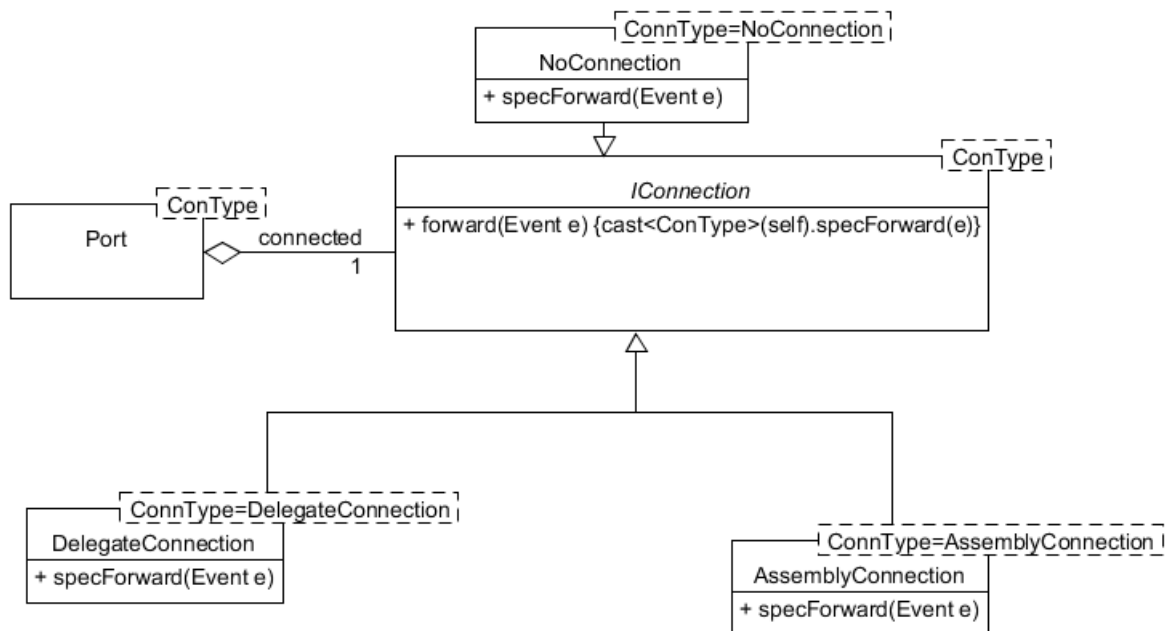 ConnType=NoConnection
NoConnection
+ specForward(Event e)
ConType
IConnection
+ forward(Event e) {cast<ConType>(self).specForward(e)}
ConType
Port
connected
1
ConnType=DelegateConnection
DelegateConnection
+ specForward(Event e)
ConnType=AssemblyConnection
AssemblyConnection
+ specForward(Event e)